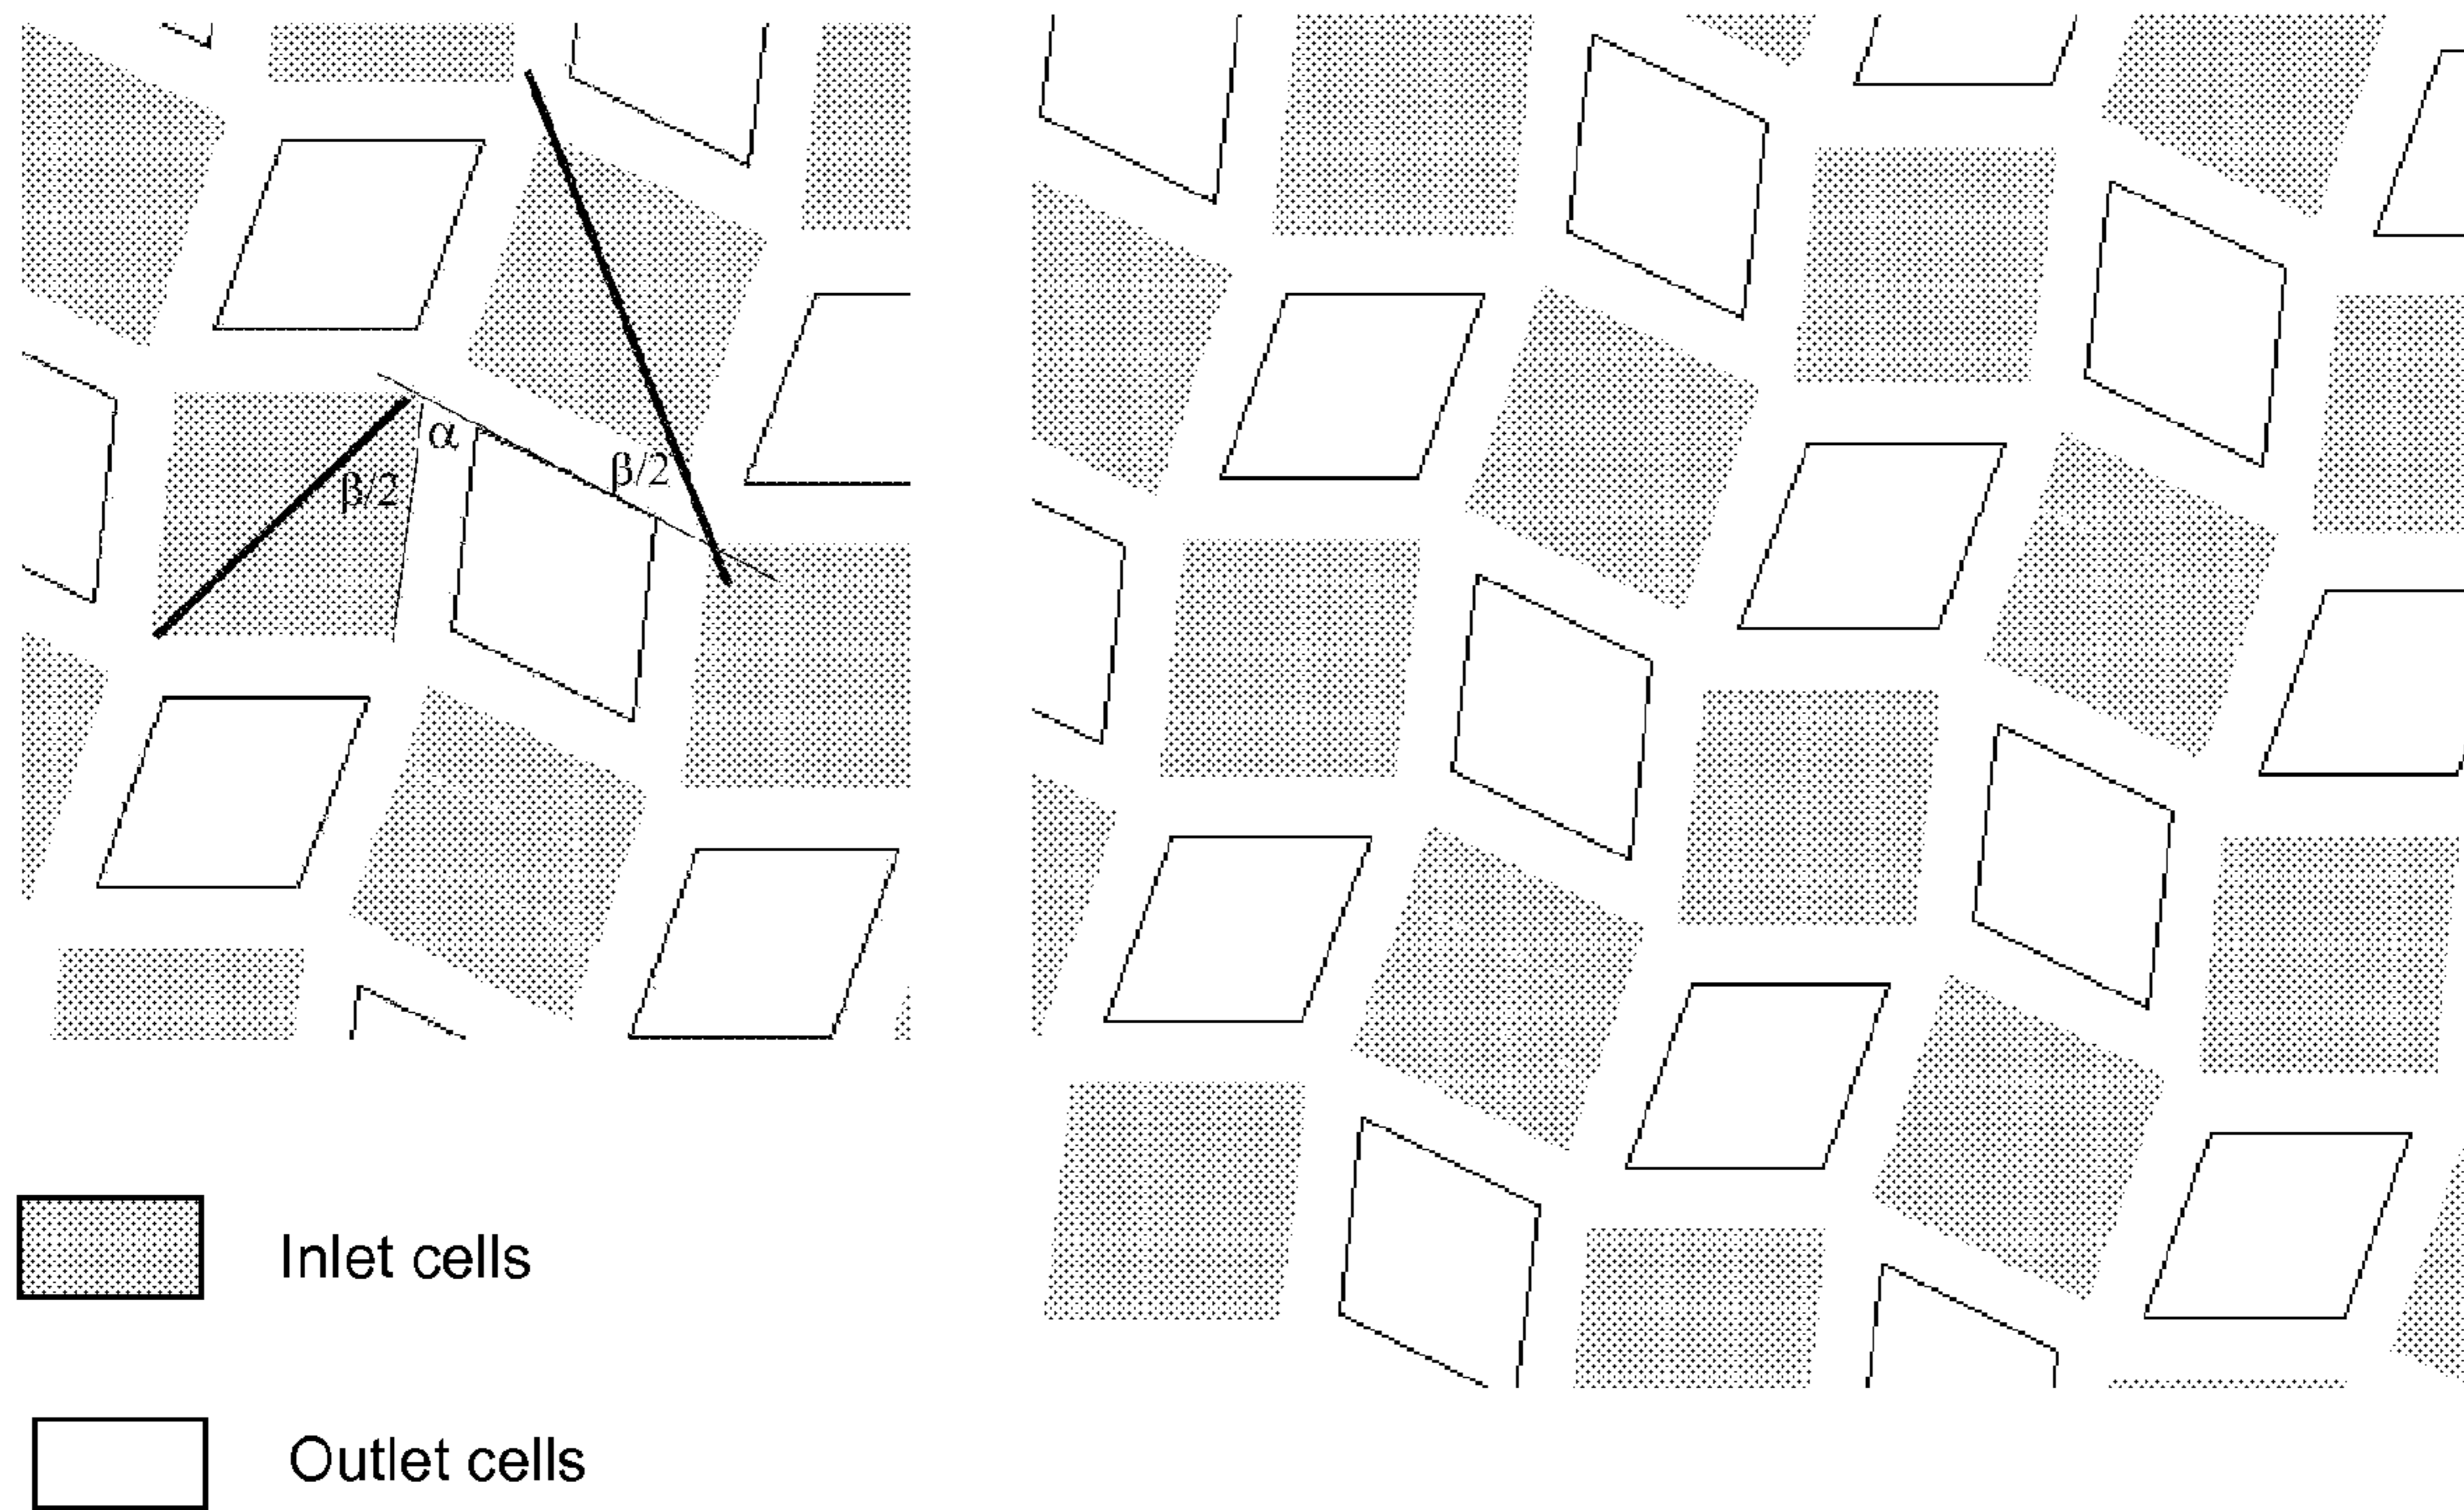 α
β/2
β/2
Inlet cells
Outlet cells